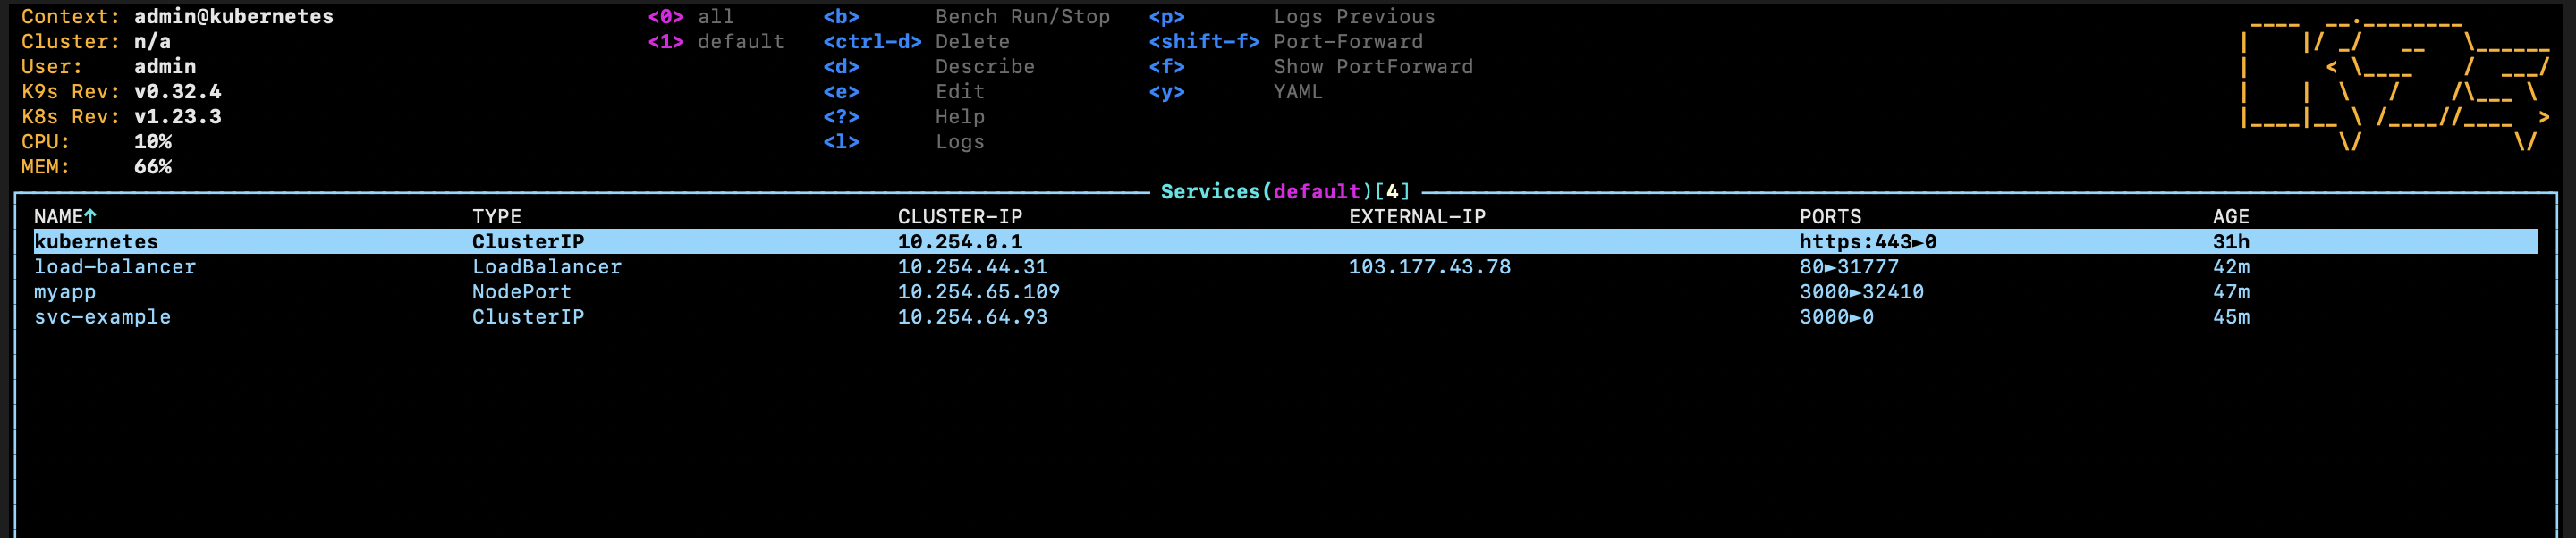 Context: admin@kubernetes <0> all <b> Bench Run/Stop <p> Logs Previous
Cluster: n/a <1> default <ctrl-d> Delete <shift-f> Port-Forward
User: admin <d> Describe <f> Show PortForward
K9s Rev: v0.32.4 <e> Edit <y> YAML
K8s Rev: v1.23.3 <?> Help
CPU: 10% <l> Logs
MEM: 66%
Services(default)[4]
NAME↑ TYPE CLUSTER-IP EXTERNAL-IP PORTS AGE
kubernetes ClusterIP 10.254.0.1 https:443►0 31h
load-balancer LoadBalancer 10.254.44.31 103.177.43.78 80►31777 42m
myapp NodePort 10.254.65.109 3000►32410 47m
svc-example ClusterIP 10.254.64.93 3000►0 45m